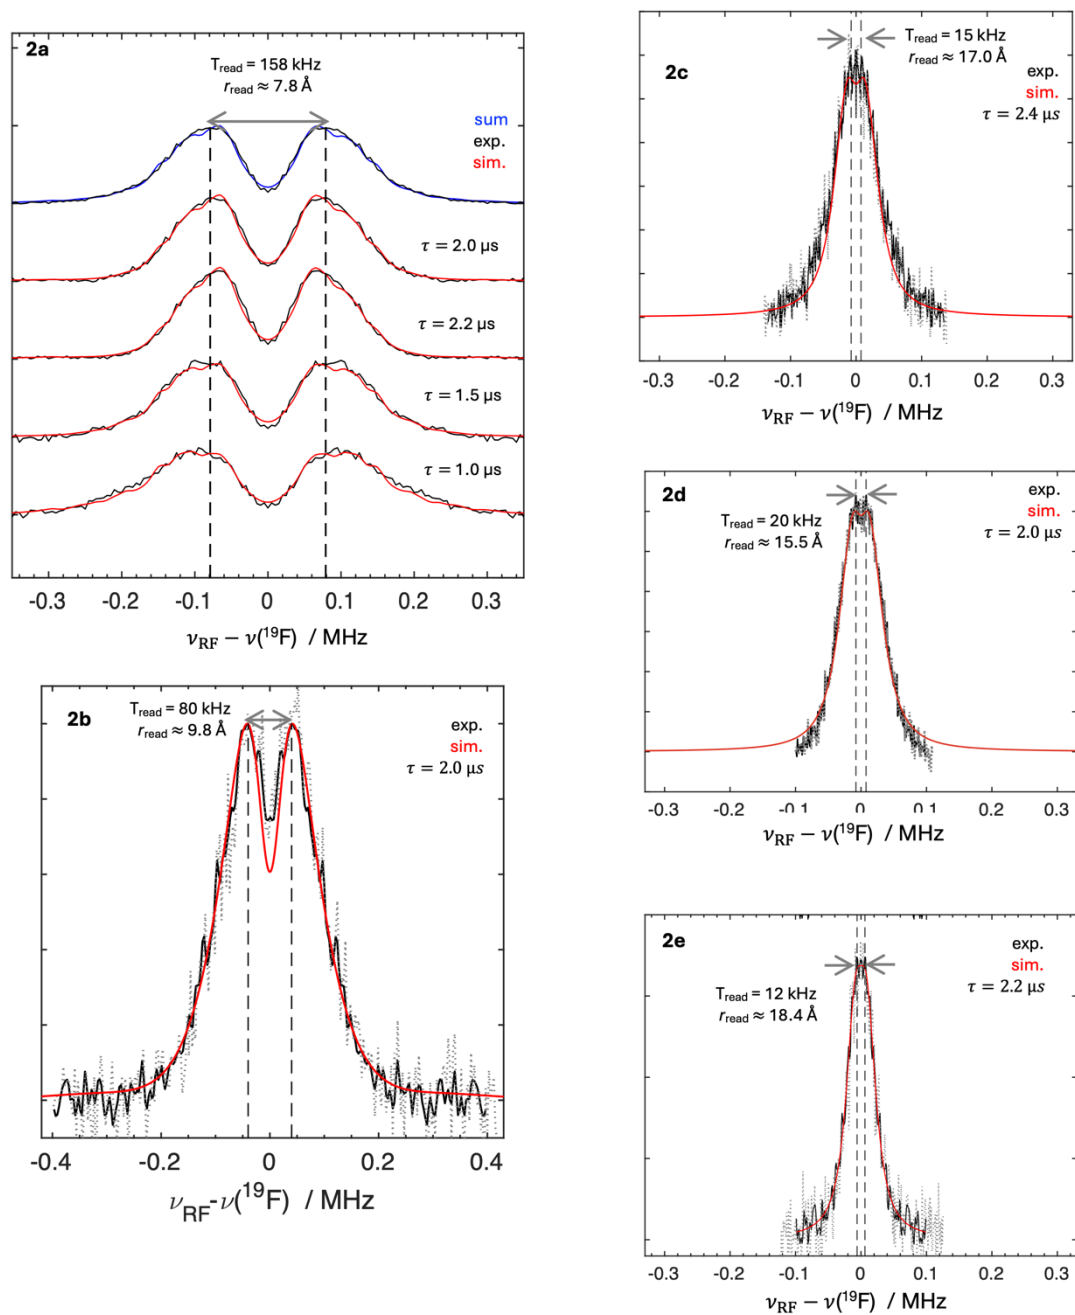 2a
T_read = 158 kHz
r_read ≈ 7.8 Å
sum
exp.
sim.
τ = 2.0 µs
τ = 2.2 µs
τ = 1.5 µs
τ = 1.0 µs
-0.3 -0.2 -0.1 0 0.1 0.2 0.3
ν_RF − ν(¹⁹F) / MHz
2b
T_read = 80 kHz
r_read ≈ 9.8 Å
exp.
sim.
τ = 2.0 µs
-0.4 -0.2 0 0.2 0.4
ν_RF-ν(¹⁹F) / MHz
2c
T_read = 15 kHz
r_read ≈ 17.0 Å
exp.
sim.
τ = 2.4 µs
-0.3 -0.2 -0.1 0 0.1 0.2 0.3
ν_RF − ν(¹⁹F) / MHz
2d
T_read = 20 kHz
r_read ≈ 15.5 Å
exp.
sim.
τ = 2.0 µs
-0.3 -0.2 -0.1 0 0.1 0.2 0.3
ν_RF − ν(¹⁹F) / MHz
2e
T_read = 12 kHz
r_read ≈ 18.4 Å
exp.
sim.
τ = 2.2 µs
-0.3 -0.2 -0.1 0 0.1 0.2 0.3
ν_RF − ν(¹⁹F) / MHz